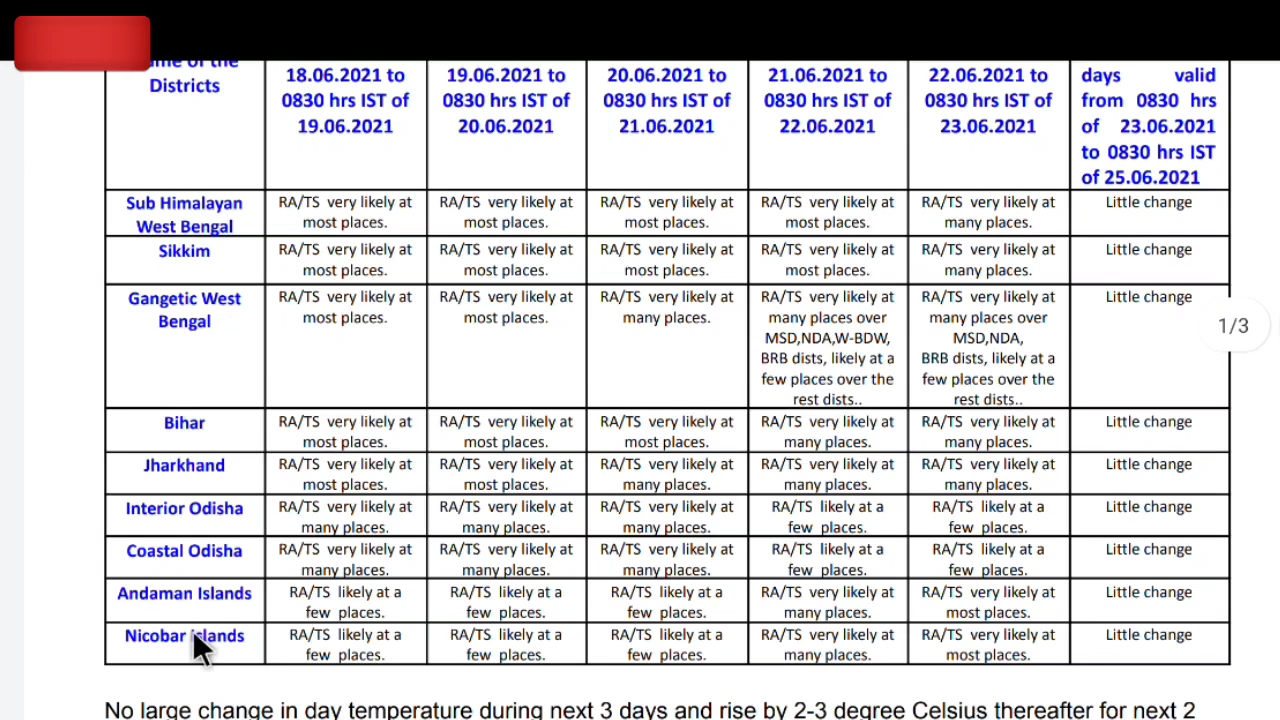 Districts
18.06.2021 to
0830 hrs IST of
19.06.2021
19.06.2021 to
0830 hrs IST of
20.06.2021
20.06.2021 to
0830 hrs IST of
21.06.2021
21.06.2021 to
0830 hrs IST of
22.06.2021
22.06.2021 to
0830 hrs IST of
23.06.2021
days valid
from 0830 hrs
of 23.06.2021
to 0830 hrs IST
of 25.06.2021
Sub Himalayan
West Bengal
RA/TS very likely at
most places.
RA/TS very likely at
most places.
RA/TS very likely at
most places.
RA/TS very likely at
most places.
RA/TS very likely at
many places.
Little change
Sikkim
RA/TS very likely at
most places.
RA/TS very likely at
most places.
RA/TS very likely at
most places.
RA/TS very likely at
most places.
RA/TS very likely at
many places.
Little change
Gangetic West
Bengal
RA/TS very likely at
most places.
RA/TS very likely at
most places.
RA/TS very likely at
many places.
RA/TS very likely at
many places over
MSD,NDA,W-BDW,
BRB dists, likely at a
few places over the
rest dists..
RA/TS very likely at
many places over
MSD,NDA,
BRB dists, likely at a
few places over the
rest dists..
Little change
1/3
Bihar
RA/TS very likely at
most places.
RA/TS very likely at
most places.
RA/TS very likely at
most places.
RA/TS very likely at
many places.
RA/TS very likely at
many places.
Little change
Jharkhand
RA/TS very likely at
most places.
RA/TS very likely at
most places.
RA/TS very likely at
many places.
RA/TS very likely at
many places.
RA/TS very likely at
many places.
Little change
Interior Odisha
RA/TS very likely at
many places.
RA/TS very likely at
many places.
RA/TS very likely at
many places.
RA/TS likely at a
few places.
RA/TS likely at a
few places.
Little change
Coastal Odisha
RA/TS very likely at
many places.
RA/TS very likely at
many places.
RA/TS very likely at
many places.
RA/TS likely at a
few places.
RA/TS likely at a
few places.
Little change
Andaman Islands
RA/TS likely at a
few places.
RA/TS likely at a
few places.
RA/TS likely at a
few places.
RA/TS very likely at
many places.
RA/TS very likely at
most places.
Little change
Nicobar Islands
RA/TS likely at a
few places.
RA/TS likely at a
few places.
RA/TS likely at a
few places.
RA/TS very likely at
many places.
RA/TS very likely at
most places.
Little change
No large change in day temperature during next 3 days and rise by 2-3 degree Celsius thereafter for next 2